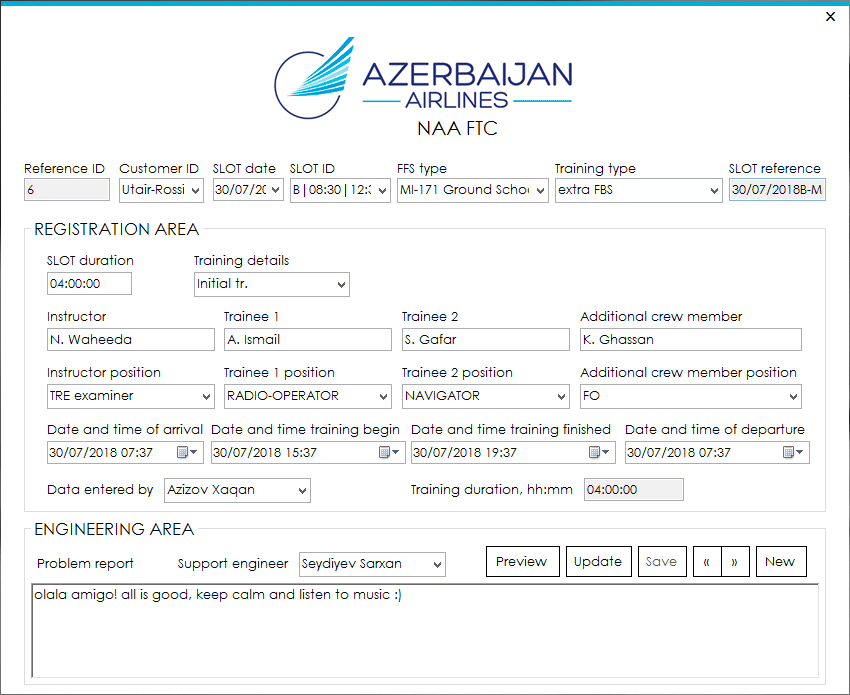 AZERBAIJAN
AIRLINES
NAA FTC
Reference ID Customer ID SLOT date SLOT ID FFS type Training type SLOT reference
6 Utair-Rossi 30/07/20 B|08:30|12:3 MI-171 Ground Schoo extra FBS 30/07/2018B-M
REGISTRATION AREA
SLOT duration Training details
04:00:00 Initial tr.
Instructor Trainee 1 Trainee 2 Additional crew member
N. Waheeda A. Ismail S. Gafar K. Ghassan
Instructor position Trainee 1 position Trainee 2 position Additional crew member position
TRE examiner RADIO-OPERATOR NAVIGATOR FO
Date and time of arrival Date and time training begin Date and time training finished Date and time of departure
30/07/2018 07:37 30/07/2018 15:37 30/07/2018 19:37 30/07/2018 07:37
Data entered by Azizov Xaqan Training duration, hh:mm 04:00:00
ENGINEERING AREA
Problem report Support engineer Seydiyev Sarxan Preview Update Save « » New
olala amigo! all is good, keep calm and listen to music :)